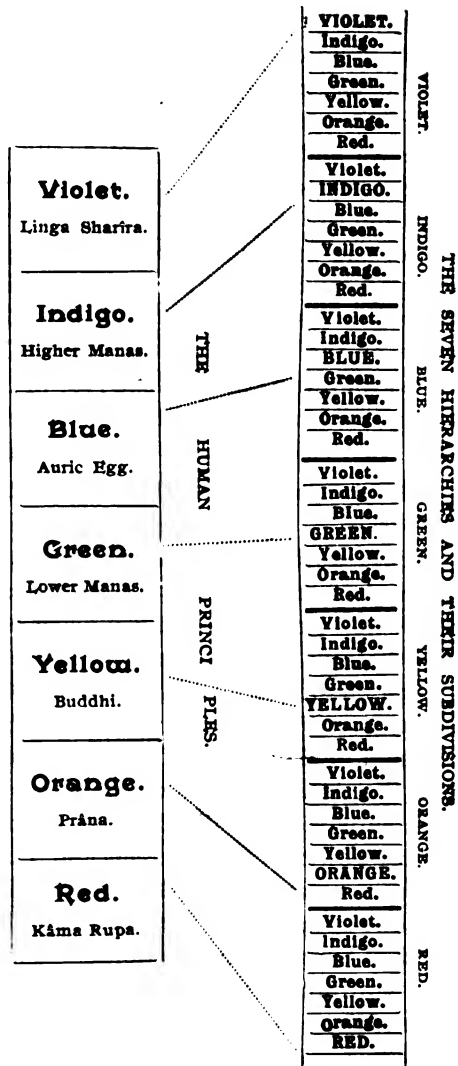 Violet.
Linga Sharîra.
Indigo.
Higher Manas.
Blue.
Auric Egg.
Green.
Lower Manas.
Yellow.
Buddhi.
Orange.
Prâna.
Red.
Kâma Rupa.
THE HUMAN PRINCI PLES.
VIOLET.
Indigo.
Blue.
Green.
Yellow.
Orange.
Red.
Violet.
INDIGO.
Blue.
Green.
Yellow.
Orange.
Red.
Violet.
Indigo.
BLUE.
Green.
Yellow.
Orange.
Red.
Violet.
Indigo.
Blue.
GREEN.
Yellow.
Orange.
Red.
Violet.
Indigo.
Blue.
Green.
YELLOW.
Orange.
Red.
Violet.
Indigo.
Blue.
Green.
Yellow.
ORANGE.
Red.
Violet.
Indigo.
Blue.
Green.
Yellow.
Orange.
RED.
VIOLET.
INDIGO.
BLUE.
GREEN.
YELLOW.
ORANGE.
RED.
THE SEVEN HIERARCHIES AND THEIR SUBDIVISIONS.